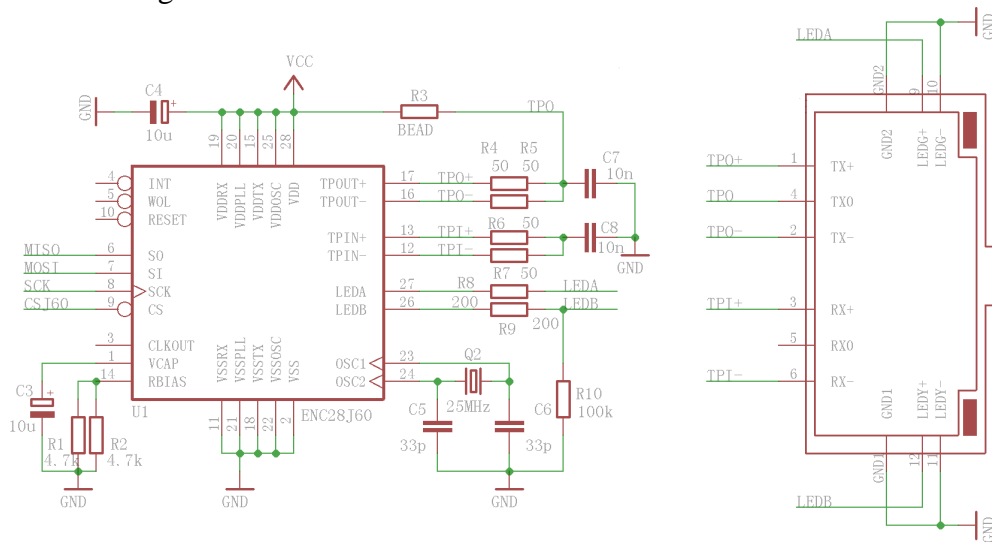 LEDA
GND
VCC
C4
10u
GND
R3
BEAD
TPO
GND2
9
10
19
20
15
25
28
R4 R5
50 50
C7
10n
GND2
LEDG+
LEDG-
4
INT
5
WOL
10
RESET
VDDRX
VDDPLL
VDDTX
VDDOSC
VDD
TPOUT+
17
TPO+
TPOUT-
16
TPO-
TPO+
1
TX+
TPO
4
TX0
TPO-
2
TX-
R6 50
C8
10n
GND
TPIN+
13
TPI+
TPIN-
12
TPI-
R7 50
MISO
6
SO
MOSI
7
SI
SCK
8
SCK
CSJ60
9
CS
LEDA
27
R8
200
LEDA
LEDB
26
R9
200
LEDB
TPI+
3
RX+
5
RX0
TPI-
6
RX-
3
CLKOUT
1
VCAP
14
RBIAS
VSSRX
VSSPLL
VSSTX
VSSOSC
VSS
OSC1
23
OSC2
24
Q2
25MHz
C3
10u
U1
ENC28J60
C5
33p
C6
33p
R10
100k
R1
4.7k
R2
4.7k
11
21
18
22
2
GND
GND
GND
GND1
LEDY+
LEDY-
GND1
12
11
LEDB
GND